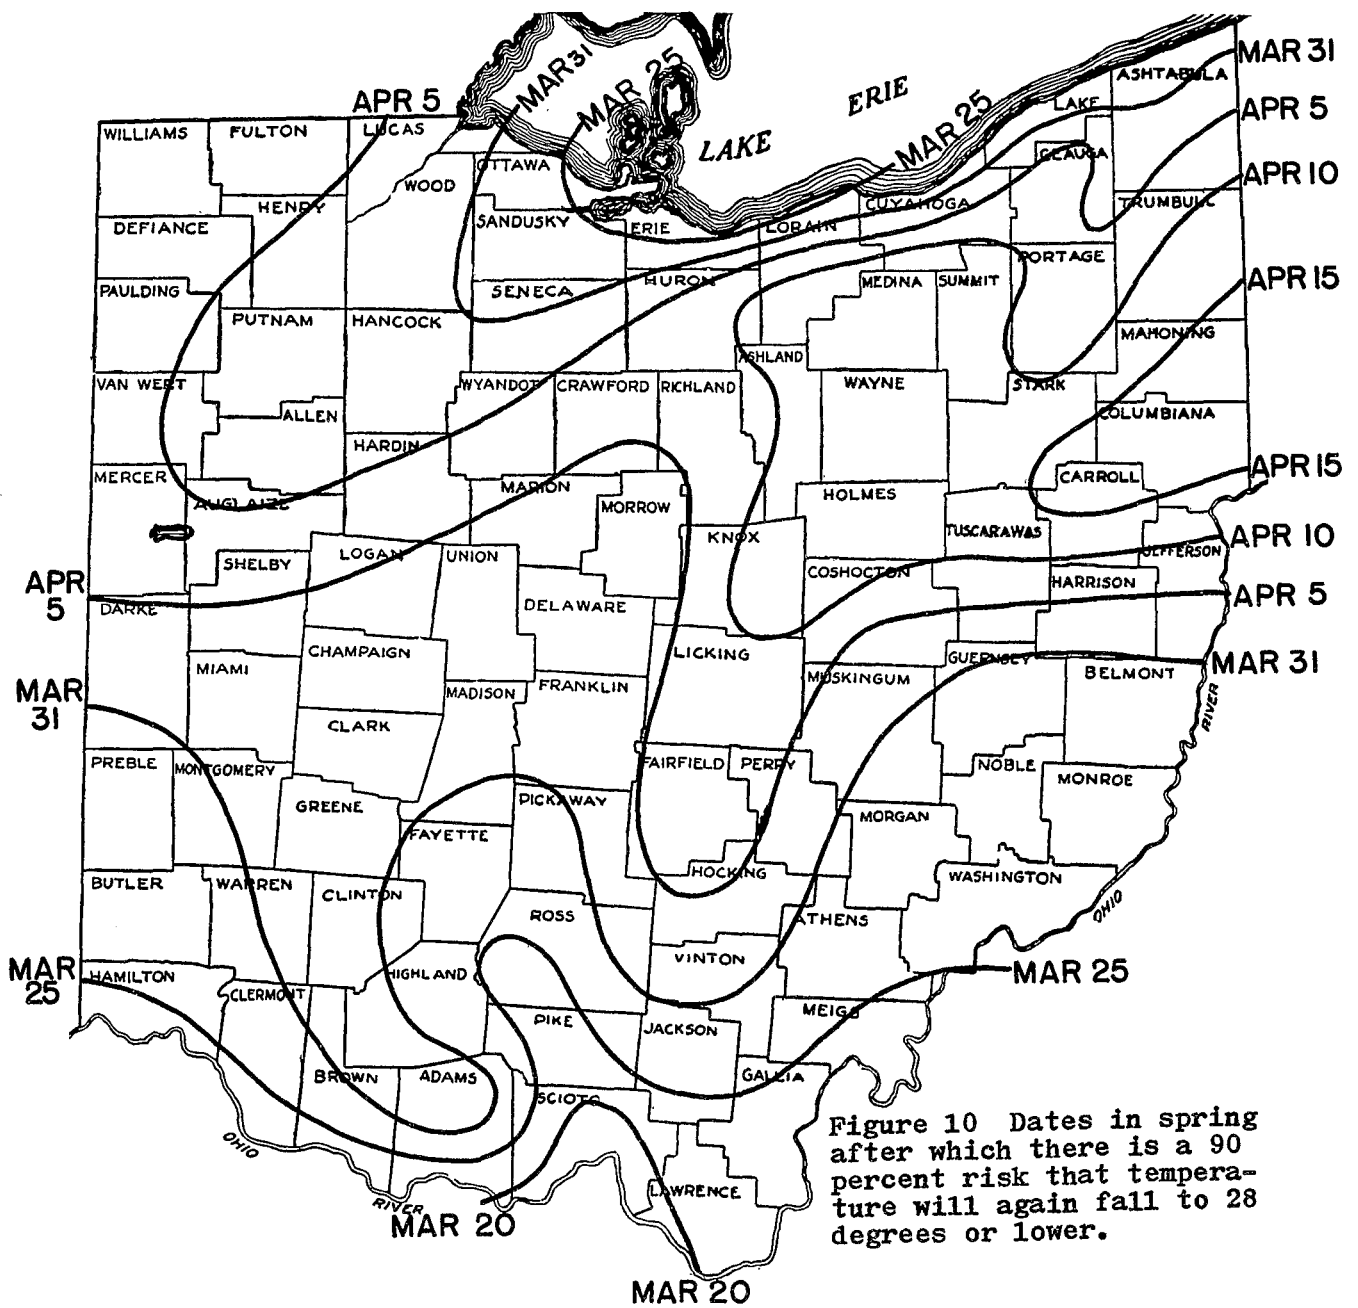 MAR 31
MAR 25
MAR 31
ERIE
ASHTABULA
APR 5
LAKE
MAR 25
APR 5
WILLIAMS
FULTON
LUCAS
LAKE
GEAUGA
OTTAWA
APR 10
WOOD
HENRY
CUYAHOGA
TRUMBULL
DEFIANCE
SANDUSKY
ERIE
LORAIN
PORTAGE
APR 15
PAULDING
SENECA
HURON
MEDINA
SUMMIT
PUTNAM
HANCOCK
MAHONING
ASHLAND
VAN WERT
WYANDOT
CRAWFORD
RICHLAND
WAYNE
STARK
ALLEN
COLUMBIANA
HARDIN
APR 15
MERCER
CARROLL
AUGLAIZE
MARION
MORROW
HOLMES
KNOX
TUSCARAWAS
APR 10
LOGAN
UNION
JEFFERSON
SHELBY
COSHOCTON
HARRISON
APR
5
DARKE
DELAWARE
APR 5
CHAMPAIGN
LICKING
GUERNSEY
MAR 31
MIAMI
MUSKINGUM
BELMONT
MAR
31
MADISON
FRANKLIN
RIVER
CLARK
PREBLE
MONTGOMERY
FAIRFIELD
PERRY
NOBLE
MONROE
GREENE
PICKAWAY
FAYETTE
MORGAN
BUTLER
WARREN
CLINTON
HOCKING
WASHINGTON
ROSS
ATHENS
OHIO
VINTON
MAR
25
HAMILTON
HIGHLAND
MAR 25
CLERMONT
PIKE
JACKSON
MEIGS
BROWN
ADAMS
GALLIA
SCIOTO
OHIO
Figure 10 Dates in spring
after which there is a 90
percent risk that tempera-
ture will again fall to 28
degrees or lower.
LAWRENCE
RIVER
MAR 20
MAR 20